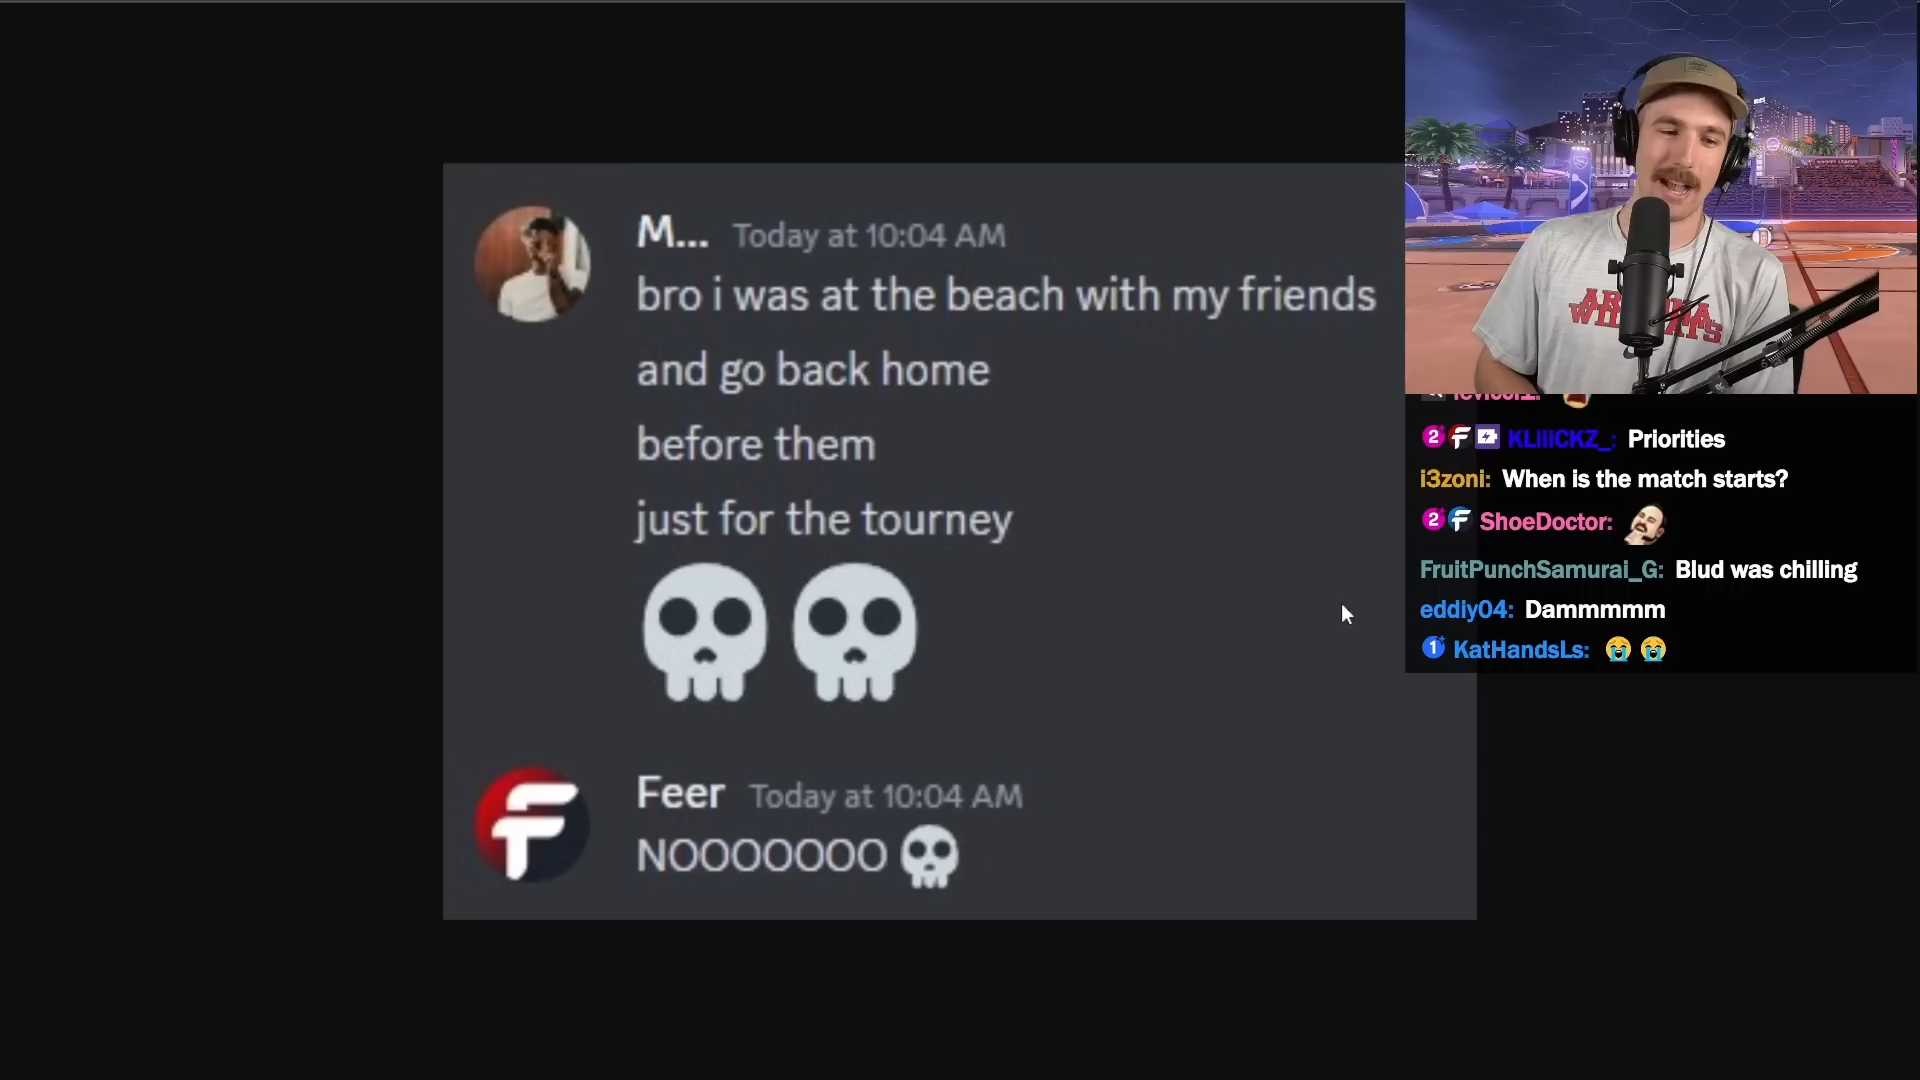 M... Today at 10:04 AM
bro i was at the beach with my friends
and go back home
before them
just for the tourney
Feer Today at 10:04 AM
NOOOOOOO
KLiiiCKZ_: Priorities
i3zoni: When is the match starts?
ShoeDoctor:
FruitPunchSamurai_G: Blud was chilling
eddiy04: Dammmmm
KatHandsLs: 😭 😭